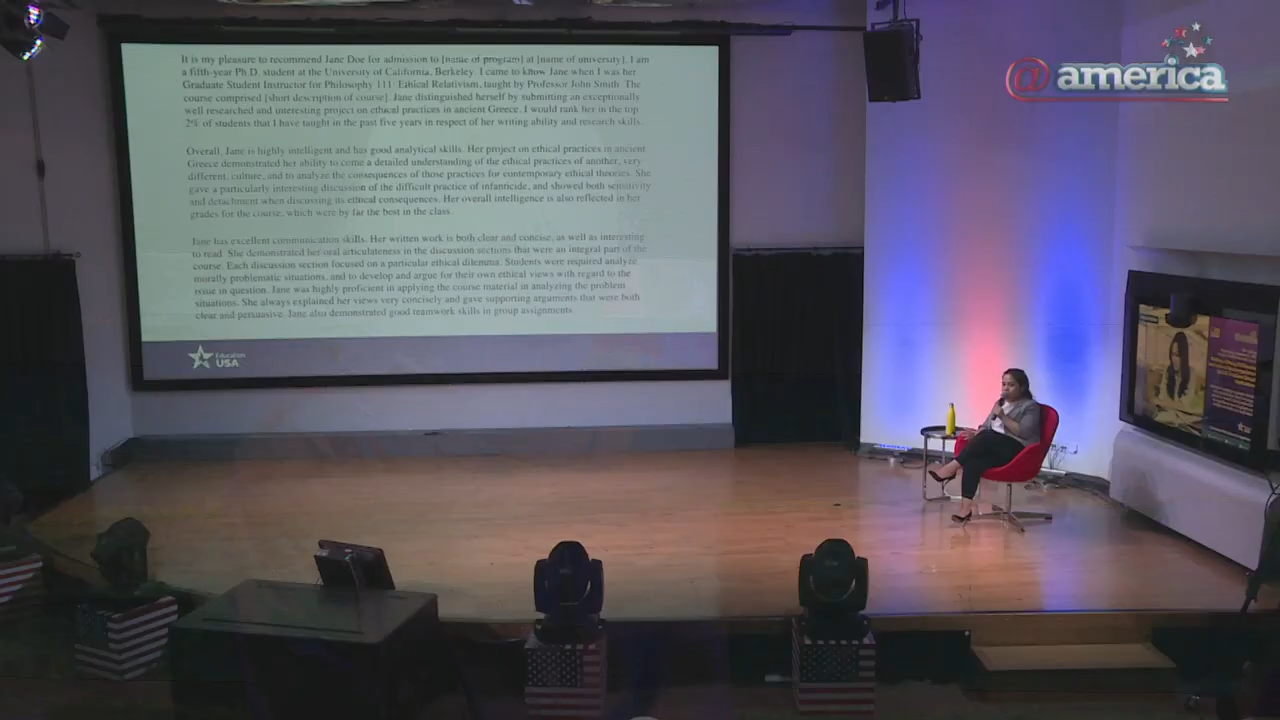 @america
It is my pleasure to recommend Jane Doe for admission to [name of program] at [name of university]. I am
a fifth-year Ph.D. student at the University of California, Berkeley. I came to know Jane when I was her
Graduate Student Instructor for Philosophy 111: Ethical Relativism, taught by Professor John Smith. The
course comprised [short description of course]. Jane distinguished herself by submitting an exceptionally
well researched and interesting project on ethical practices in ancient Greece. I would rank her in the top
2% of students that I have taught in the past five years in respect of her writing ability and research skills.
Overall, Jane is highly intelligent and has good analytical skills. Her project on ethical practices in ancient
Greece demonstrated her ability to come a detailed understanding of the ethical practices of another, very
different, culture, and to analyze the consequences of those practices for contemporary ethical theories. She
gave a particularly interesting discussion of the difficult practice of infanticide, and showed both sensitivity
and detachment when discussing its ethical consequences. Her overall intelligence is also reflected in her
grades for the course, which were by far the best in the class.
Jane has excellent communication skills. Her written work is both clear and concise, as well as interesting
to read. She demonstrated her oral articulateness in the discussion sections that were an integral part of the
course. Each discussion section focused on a particular ethical dilemma. Students were required analyze
morally problematic situations, and to develop and argue for their own ethical views with regard to the
issue in question. Jane was highly proficient in applying the course material in analyzing the problem
situations. She always explained her views very concisely and gave supporting arguments that were both
clear and persuasive. Jane also demonstrated good teamwork skills in group assignments.
Education
USA